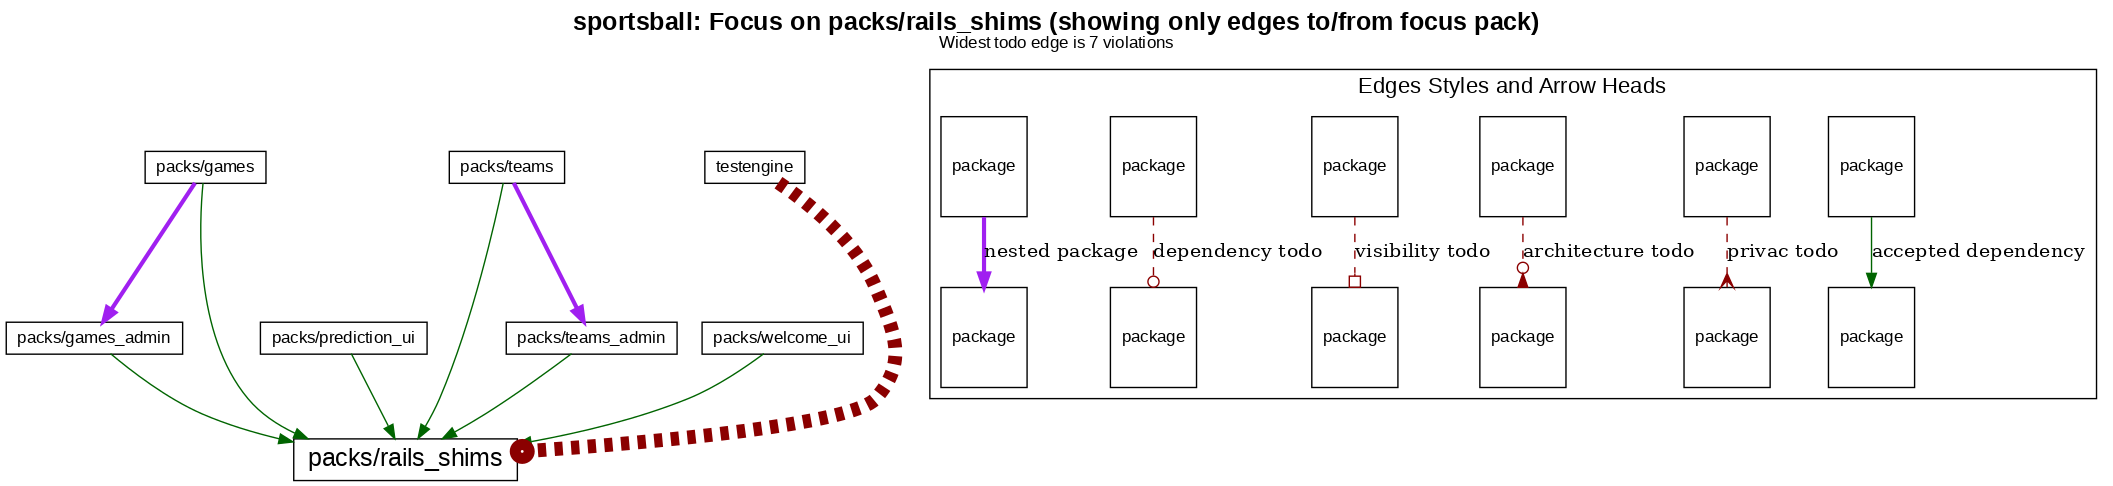 sportsball: Focus on packs/rails_shims (showing only edges to/from focus pack)
Widest todo edge is 7 violations
Edges Styles and Arrow Heads
packs/games
packs/teams
testengine
package
package
package
package
package
package
nested package
dependency todo
visibility todo
architecture todo
privac todo
accepted dependency
packs/games_admin
packs/prediction_ui
packs/teams_admin
packs/welcome_ui
package
package
package
package
package
package
packs/rails_shims